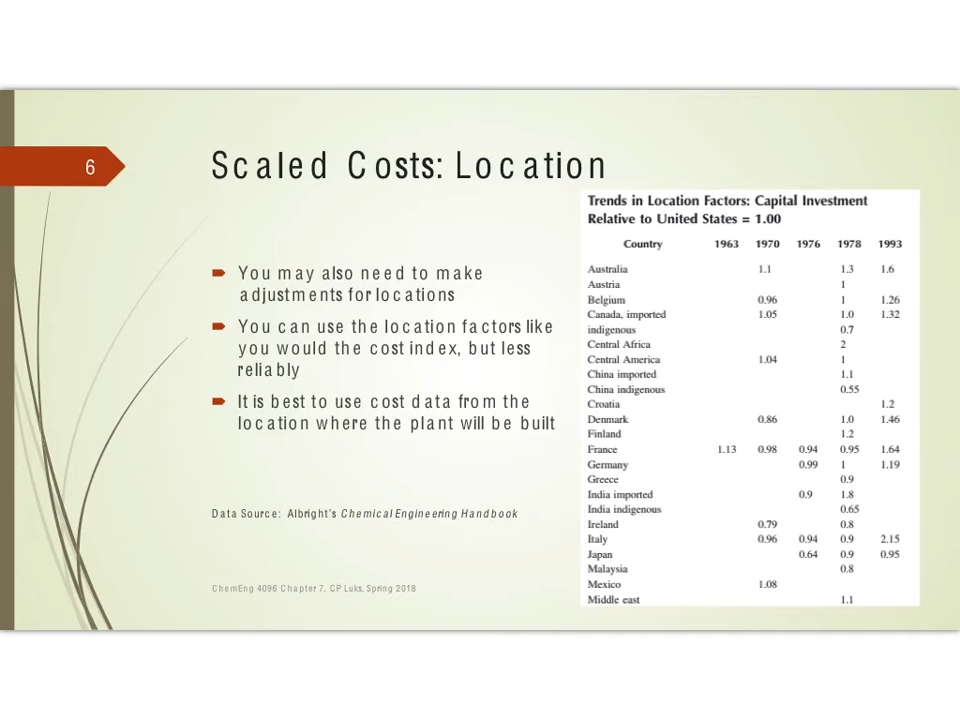 6
Scaled Costs: Location
You may also need to make
adjustments for locations
You can use the location factors like
you would the cost index, but less
reliably
It is best to use cost data from the
location where the plant will be built
Data Source: Albright's Chemical Engineering Handbook
ChemEng 4096 Chapter 7, CP Luks, Spring 2018
Trends in Location Factors: Capital Investment
Relative to United States = 1.00
Country 1963 1970 1976 1978 1993
Australia 1.1 1.3 1.6
Austria 1
Belgium 0.96 1 1.26
Canada, imported 1.05 1.0 1.32
indigenous 0.7
Central Africa 2
Central America 1.04 1
China imported 1.1
China indigenous 0.55
Croatia 1.2
Denmark 0.86 1.0 1.46
Finland 1.2
France 1.13 0.98 0.94 0.95 1.64
Germany 0.99 1 1.19
Greece 0.9
India imported 0.9 1.8
India indigenous 0.65
Ireland 0.79 0.8
Italy 0.96 0.94 0.9 2.15
Japan 0.64 0.9 0.95
Malaysia 0.8
Mexico 1.08
Middle east 1.1